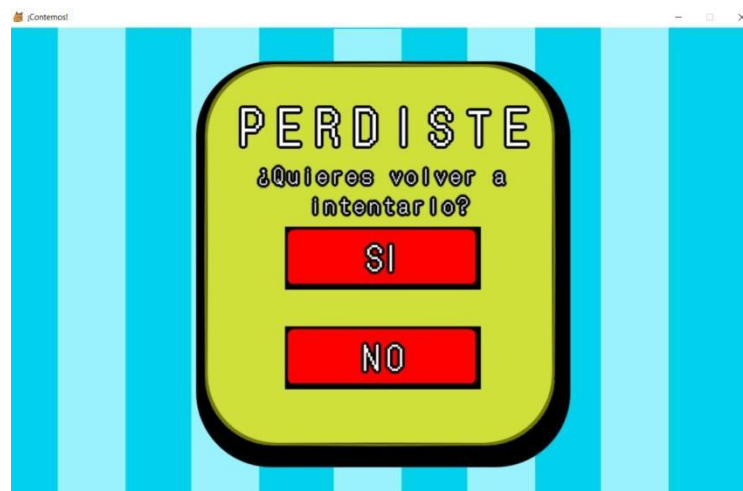 ¡Contemos!
PERDISTE
¿Quieres volver a
intentarlo?
SI
NO